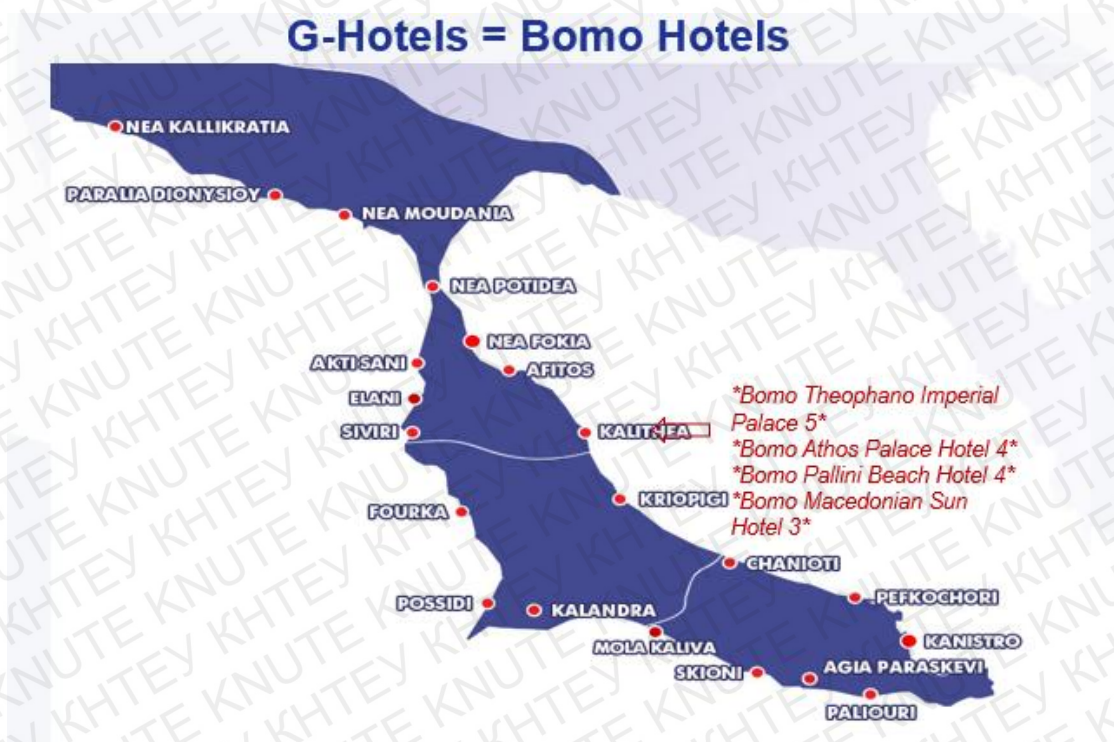 G-Hotels = Bomo Hotels
NEA KALLIKRATIA
PARALIA DIONYSIOY
NEA MOUDANIA
NEA POTIDEA
NEA FOKIA
AKTI SANI
AFITOS
ELANI
*Bomo Theophano Imperial
Palace 5*
SIVIRI
KALITHEA
*Bomo Athos Palace Hotel 4*
*Bomo Pallini Beach Hotel 4*
*Bomo Macedonian Sun
Hotel 3*
KRIOPIGI
FOURKA
CHANIOTI
PEFKOCHORI
POSSIDI
KALANDRA
KANISTRO
MOLA KALIVA
SKIONI
AGIA PARASKEVI
PALIOURI
KHTEY KNUTE